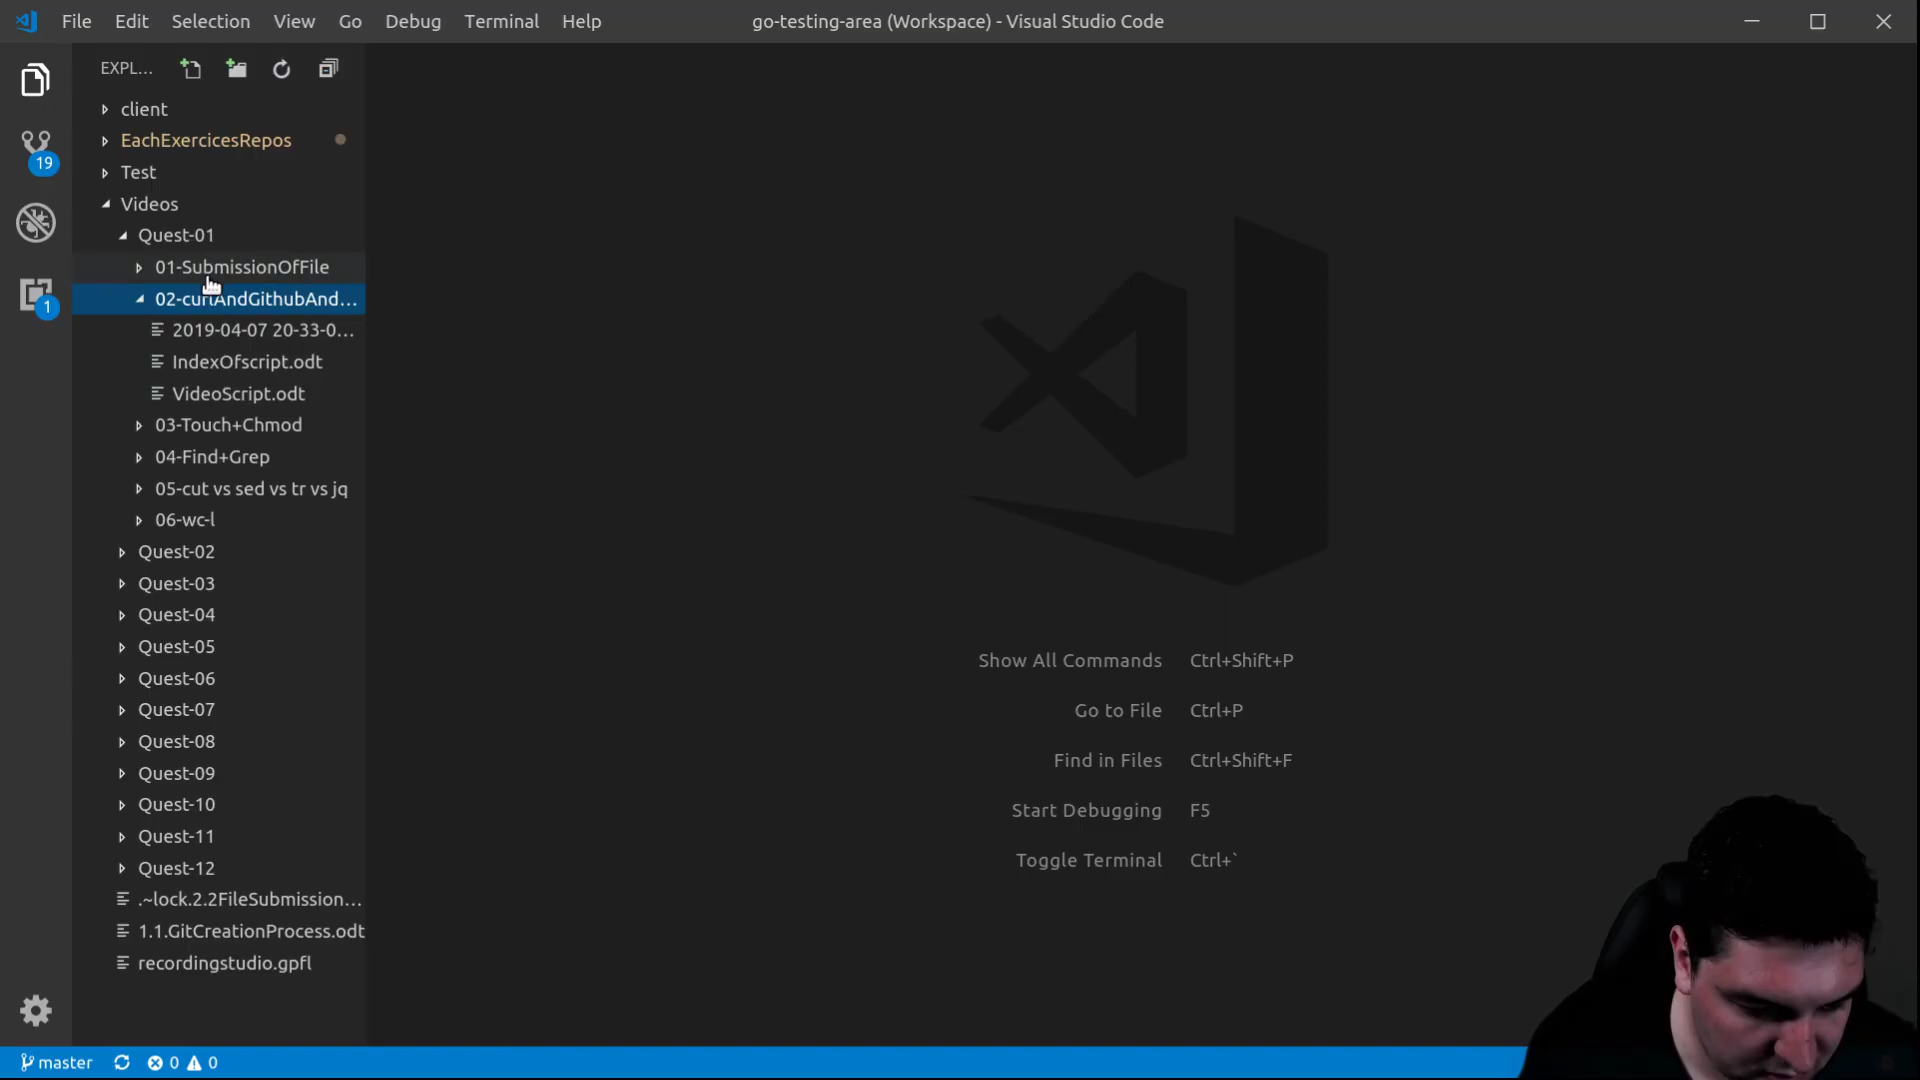 File Edit Selection View Go Debug Terminal Help
go-testing-area (Workspace) - Visual Studio Code
EXPL...
client
EachExercicesRepos
19
Test
Videos
Quest-01
01-SubmissionOfFile
1
02-curlAndGithubAnd...
2019-04-07 20-33-0...
IndexOfscript.odt
VideoScript.odt
03-Touch+Chmod
04-Find+Grep
05-cut vs sed vs tr vs jq
06-wc-l
Quest-02
Quest-03
Quest-04
Quest-05
Quest-06
Quest-07
Quest-08
Quest-09
Quest-10
Quest-11
Quest-12
.~lock.2.2FileSubmission...
1.1.GitCreationProcess.odt
recordingstudio.gpfl
Show All Commands Ctrl+Shift+P
Go to File Ctrl+P
Find in Files Ctrl+Shift+F
Start Debugging F5
Toggle Terminal Ctrl+`
master 0 0